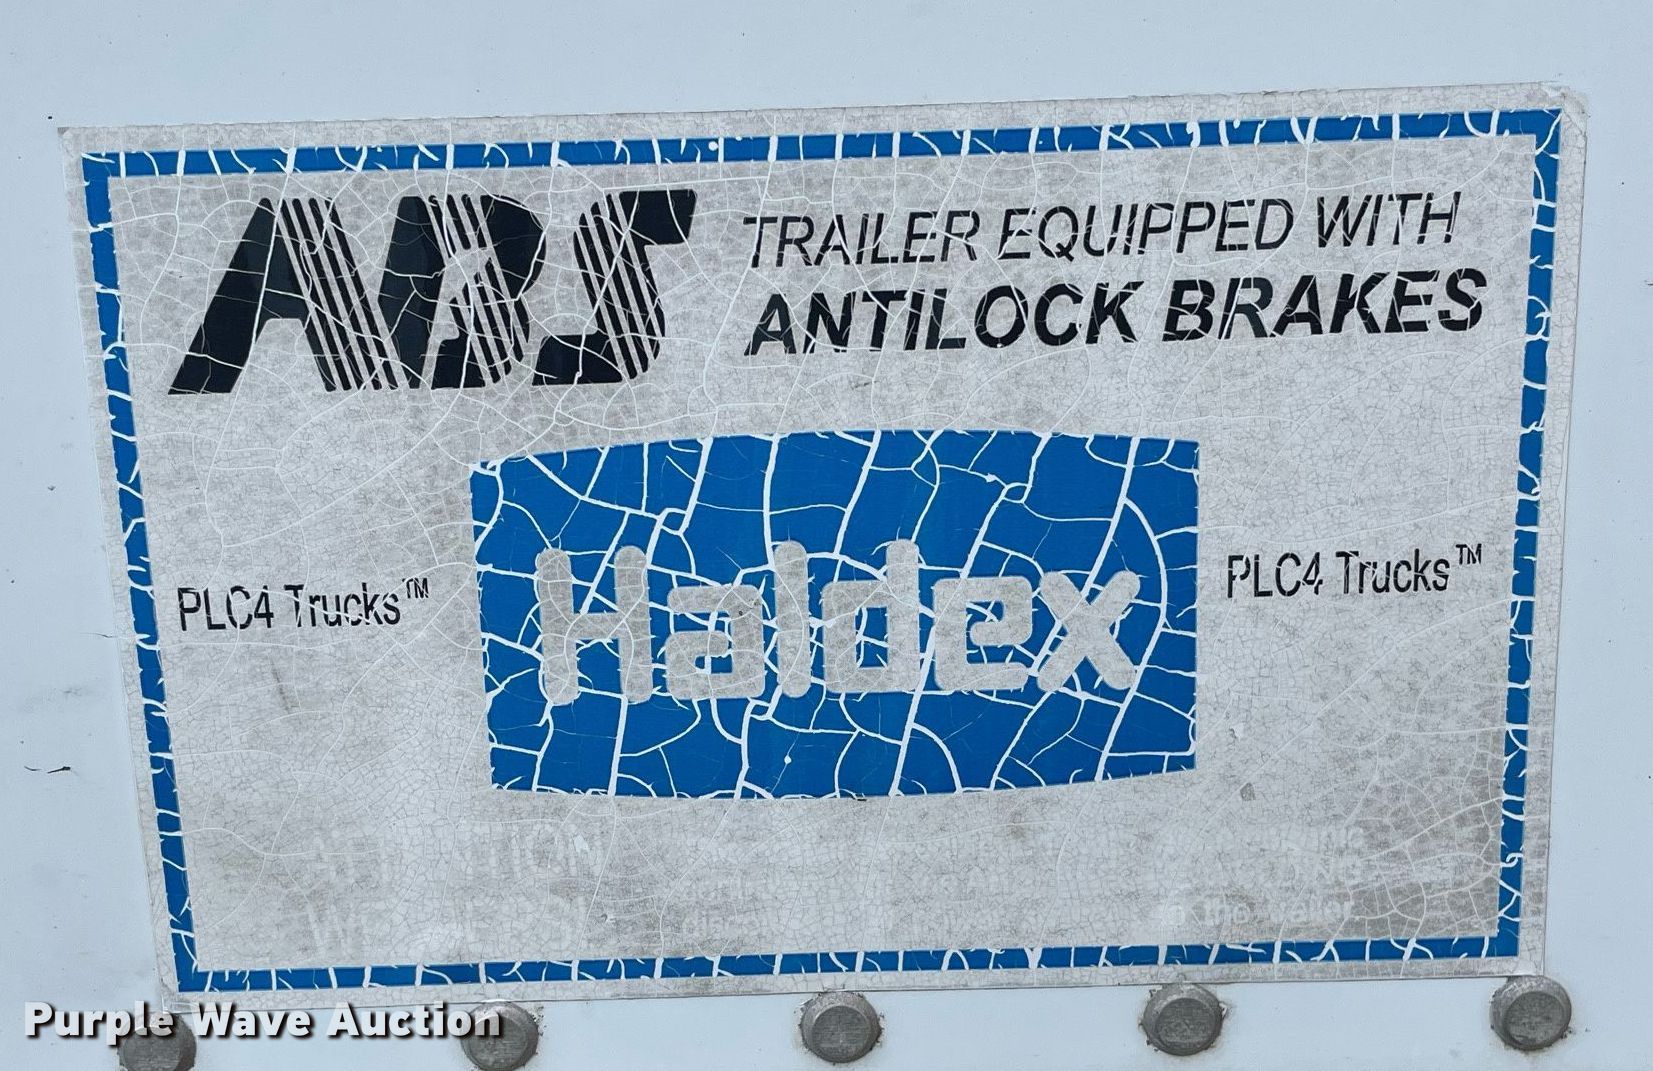 ABS
TRAILER EQUIPPED WITH
ANTILOCK BRAKES
Haldex
PLC4 Trucks™
PLC4 Trucks™
Purple Wave Auction